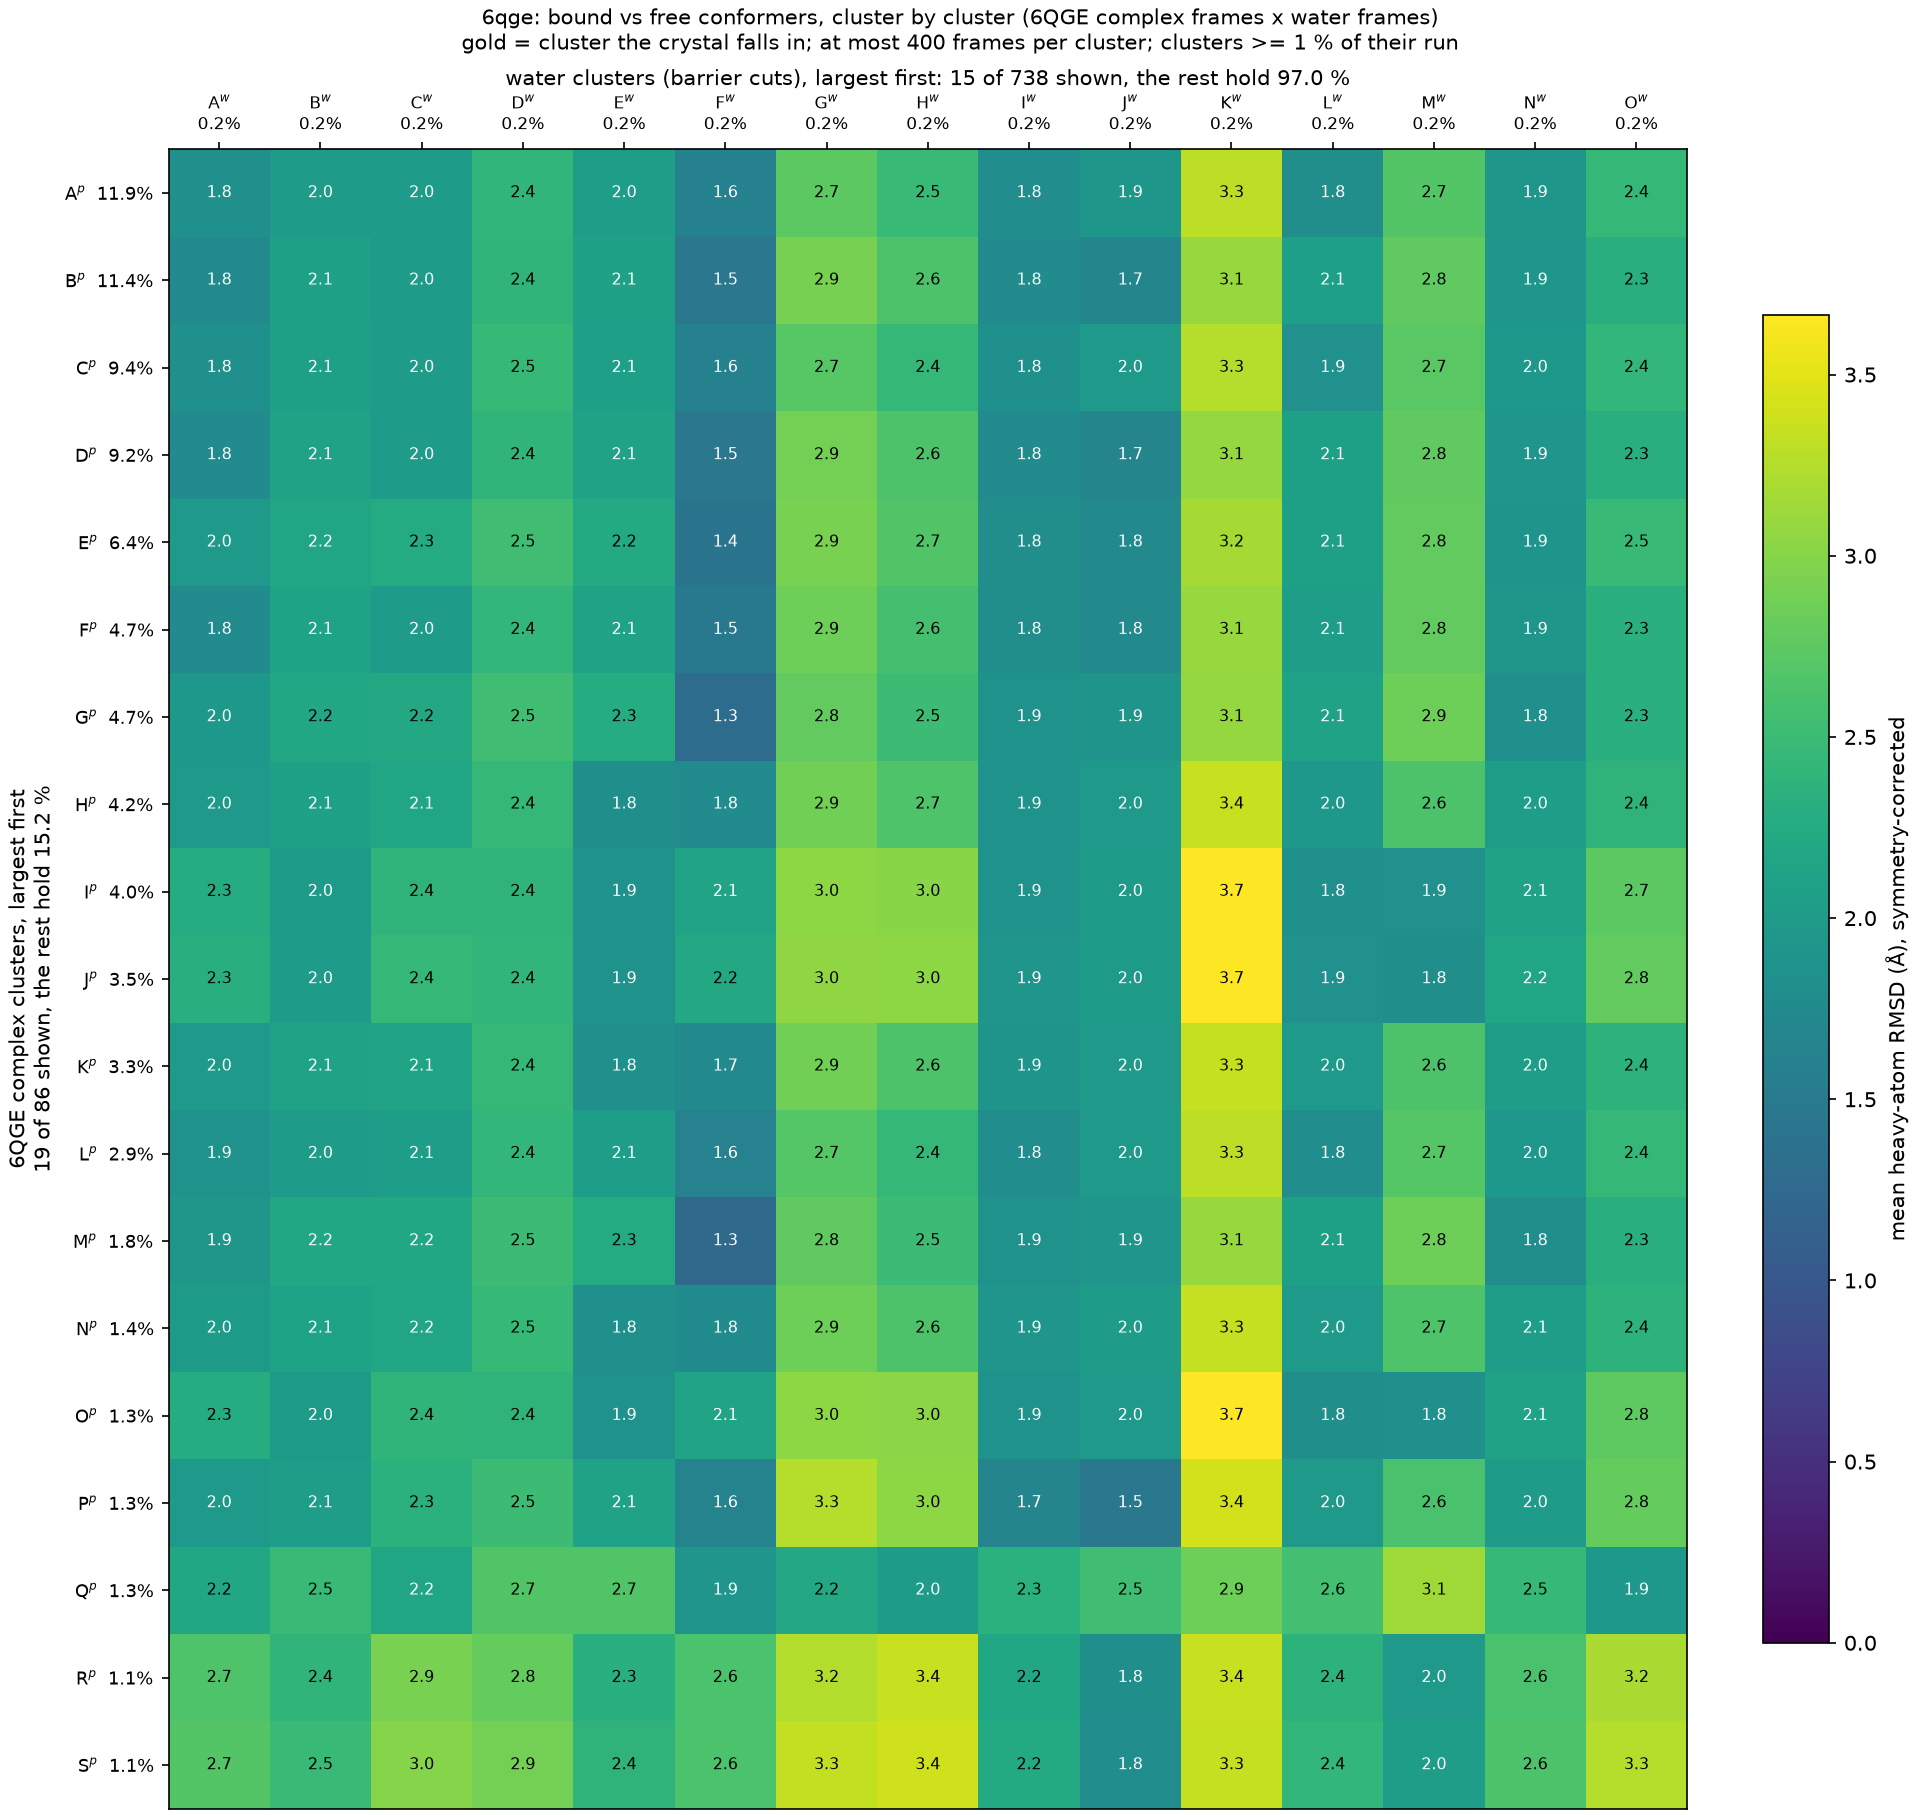 6qge: bound vs free conformers, cluster by cluster (6QGE complex frames x water frames)
gold = cluster the crystal falls in; at most 400 frames per cluster; clusters >= 1 % of their run
water clusters (barrier cuts), largest first: 15 of 738 shown, the rest hold 97.0 %
Aʷ Bʷ Cʷ Dʷ Eʷ Fʷ Gʷ Hʷ Iʷ Jʷ Kʷ Lʷ Mʷ Nʷ Oʷ
0.2% 0.2% 0.2% 0.2% 0.2% 0.2% 0.2% 0.2% 0.2% 0.2% 0.2% 0.2% 0.2% 0.2% 0.2%
Aᵖ 11.9% 1.8 2.0 2.0 2.4 2.0 1.6 2.7 2.5 1.8 1.9 3.3 1.8 2.7 1.9 2.4
Bᵖ 11.4% 1.8 2.1 2.0 2.4 2.1 1.5 2.9 2.6 1.8 1.7 3.1 2.1 2.8 1.9 2.3
Cᵖ 9.4% 1.8 2.1 2.0 2.5 2.1 1.6 2.7 2.4 1.8 2.0 3.3 1.9 2.7 2.0 2.4
Dᵖ 9.2% 1.8 2.1 2.0 2.4 2.1 1.5 2.9 2.6 1.8 1.7 3.1 2.1 2.8 1.9 2.3
Eᵖ 6.4% 2.0 2.2 2.3 2.5 2.2 1.4 2.9 2.7 1.8 1.8 3.2 2.1 2.8 1.9 2.5
Fᵖ 4.7% 1.8 2.1 2.0 2.4 2.1 1.5 2.9 2.6 1.8 1.8 3.1 2.1 2.8 1.9 2.3
Gᵖ 4.7% 2.0 2.2 2.2 2.5 2.3 1.3 2.8 2.5 1.9 1.9 3.1 2.1 2.9 1.8 2.3
Hᵖ 4.2% 2.0 2.1 2.1 2.4 1.8 1.8 2.9 2.7 1.9 2.0 3.4 2.0 2.6 2.0 2.4
Iᵖ 4.0% 2.3 2.0 2.4 2.4 1.9 2.1 3.0 3.0 1.9 2.0 3.7 1.8 1.9 2.1 2.7
Jᵖ 3.5% 2.3 2.0 2.4 2.4 1.9 2.2 3.0 3.0 1.9 2.0 3.7 1.9 1.8 2.2 2.8
Kᵖ 3.3% 2.0 2.1 2.1 2.4 1.8 1.7 2.9 2.6 1.9 2.0 3.3 2.0 2.6 2.0 2.4
Lᵖ 2.9% 1.9 2.0 2.1 2.4 2.1 1.6 2.7 2.4 1.8 2.0 3.3 1.8 2.7 2.0 2.4
Mᵖ 1.8% 1.9 2.2 2.2 2.5 2.3 1.3 2.8 2.5 1.9 1.9 3.1 2.1 2.8 1.8 2.3
Nᵖ 1.4% 2.0 2.1 2.2 2.5 1.8 1.8 2.9 2.6 1.9 2.0 3.3 2.0 2.7 2.1 2.4
Oᵖ 1.3% 2.3 2.0 2.4 2.4 1.9 2.1 3.0 3.0 1.9 2.0 3.7 1.8 1.8 2.1 2.8
Pᵖ 1.3% 2.0 2.1 2.3 2.5 2.1 1.6 3.3 3.0 1.7 1.5 3.4 2.0 2.6 2.0 2.8
Qᵖ 1.3% 2.2 2.5 2.2 2.7 2.7 1.9 2.2 2.0 2.3 2.5 2.9 2.6 3.1 2.5 1.9
Rᵖ 1.1% 2.7 2.4 2.9 2.8 2.3 2.6 3.2 3.4 2.2 1.8 3.4 2.4 2.0 2.6 3.2
Sᵖ 1.1% 2.7 2.5 3.0 2.9 2.4 2.6 3.3 3.4 2.2 1.8 3.3 2.4 2.0 2.6 3.3
6QGE complex clusters, largest first
19 of 86 shown, the rest hold 15.2 %
3.5
3.0
2.5
2.0
1.5
1.0
0.5
0.0
mean heavy-atom RMSD (Å), symmetry-corrected